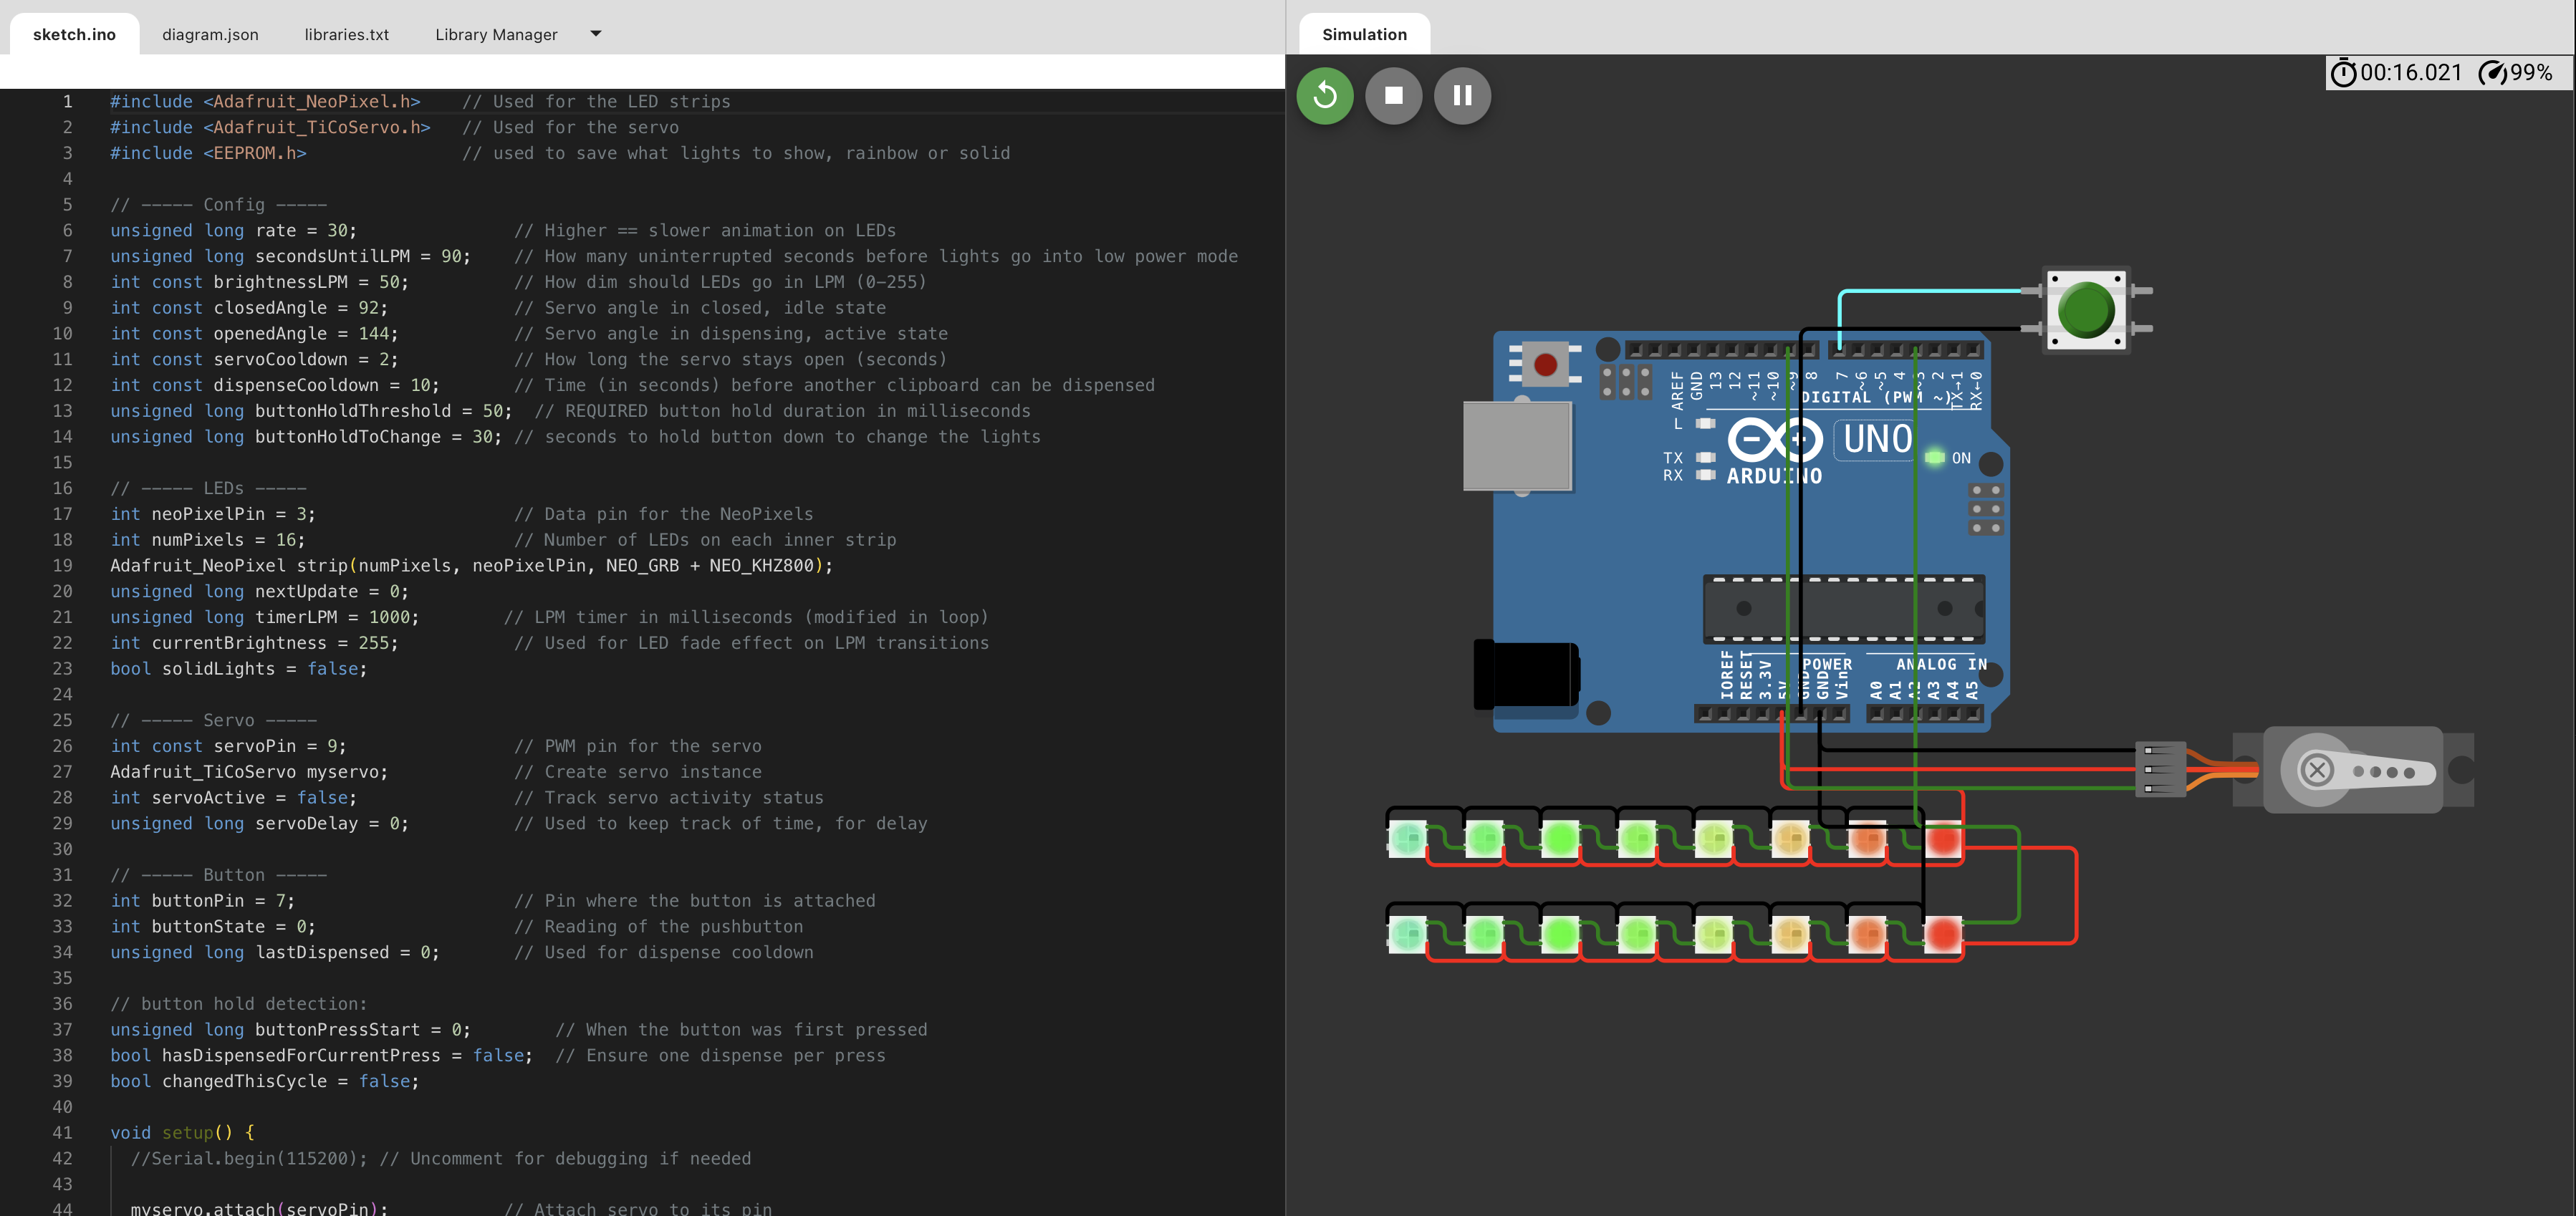 sketch.ino diagram.json libraries.txt Library Manager
1 #include <Adafruit_NeoPixel.h> // Used for the LED strips
2 #include <Adafruit_TiCoServo.h> // Used for the servo
3 #include <EEPROM.h> // used to save what lights to show, rainbow or solid
4
5 // ----- Config -----
6 unsigned long rate = 30; // Higher == slower animation on LEDs
7 unsigned long secondsUntilLPM = 90; // How many uninterrupted seconds before lights go into low power mode
8 int const brightnessLPM = 50; // How dim should LEDs go in LPM (0-255)
9 int const closedAngle = 92; // Servo angle in closed, idle state
10 int const openedAngle = 144; // Servo angle in dispensing, active state
11 int const servoCooldown = 2; // How long the servo stays open (seconds)
12 int const dispenseCooldown = 10; // Time (in seconds) before another clipboard can be dispensed
13 unsigned long buttonHoldThreshold = 50; // REQUIRED button hold duration in milliseconds
14 unsigned long buttonHoldToChange = 30; // seconds to hold button down to change the lights
15
16 // ----- LEDs -----
17 int neoPixelPin = 3; // Data pin for the NeoPixels
18 int numPixels = 16; // Number of LEDs on each inner strip
19 Adafruit_NeoPixel strip(numPixels, neoPixelPin, NEO_GRB + NEO_KHZ800);
20 unsigned long nextUpdate = 0;
21 unsigned long timerLPM = 1000; // LPM timer in milliseconds (modified in loop)
22 int currentBrightness = 255; // Used for LED fade effect on LPM transitions
23 bool solidLights = false;
24
25 // ----- Servo -----
26 int const servoPin = 9; // PWM pin for the servo
27 Adafruit_TiCoServo myservo; // Create servo instance
28 int servoActive = false; // Track servo activity status
29 unsigned long servoDelay = 0; // Used to keep track of time, for delay
30
31 // ----- Button -----
32 int buttonPin = 7; // Pin where the button is attached
33 int buttonState = 0; // Reading of the pushbutton
34 unsigned long lastDispensed = 0; // Used for dispense cooldown
35
36 // button hold detection:
37 unsigned long buttonPressStart = 0; // When the button was first pressed
38 bool hasDispensedForCurrentPress = false; // Ensure one dispense per press
39 bool changedThisCycle = false;
40
41 void setup() {
42 //Serial.begin(115200); // Uncomment for debugging if needed
43
44 myservo.attach(servoPin); // Attach servo to its pin
Simulation
00:16.021 99%
AREF GND 13 12 ~11 ~10 ~9 8 7 ~6 ~5 4 ~3 2 TX→1 RX←0
DIGITAL (PWM ~)
L
TX
RX
UNO
ON
ARDUINO
IOREF RESET 3.3V 5V GND GND Vin
POWER
ANALOG IN
A0 A1 A2 A3 A4 A5